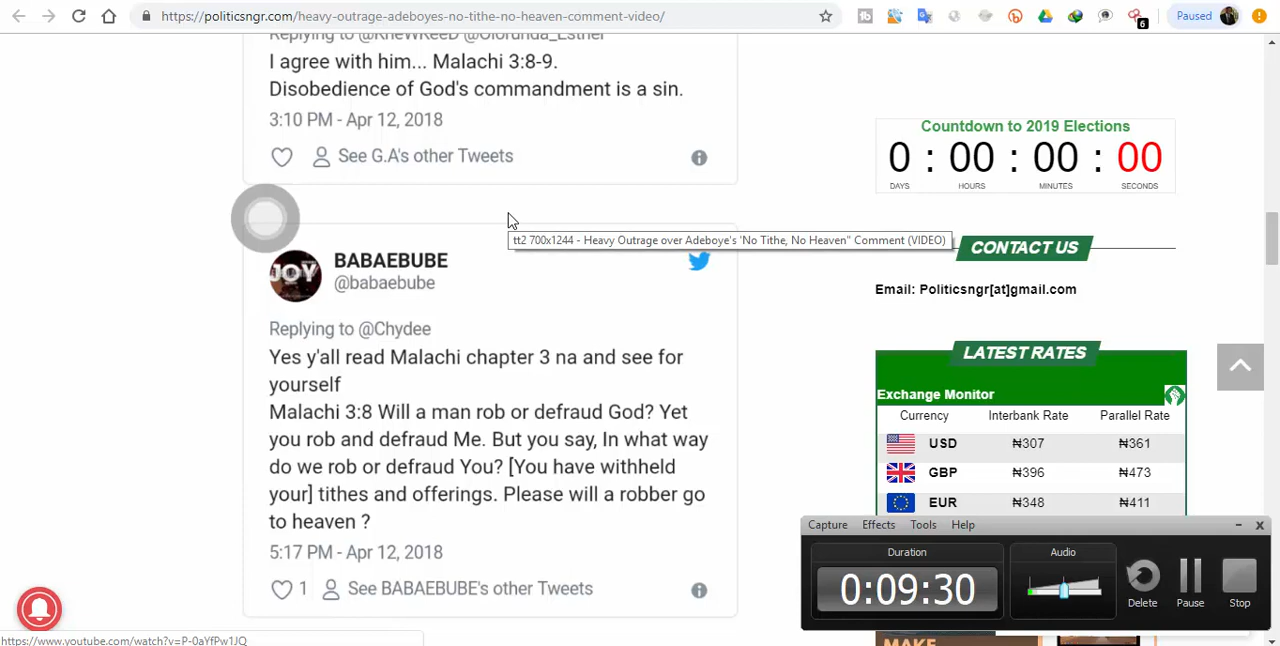 https://politicsngr.com/heavy-outrage-adeboyes-no-tithe-no-heaven-comment-video/
Paused
6
Replying to @KneWKeeD @Olorunda_Esther
I agree with him... Malachi 3:8-9.
Disobedience of God's commandment is a sin.
3:10 PM - Apr 12, 2018
See G.A's other Tweets
tt2 700x1244 - Heavy Outrage over Adeboye's 'No Tithe, No Heaven" Comment (VIDEO)
JOY
BABAEBUBE
@babaebube
Replying to @Chydee
Yes y'all read Malachi chapter 3 na and see for
yourself
Malachi 3:8 Will a man rob or defraud God? Yet
you rob and defraud Me. But you say, In what way
do we rob or defraud You? [You have withheld
your] tithes and offerings. Please will a robber go
to heaven ?
5:17 PM - Apr 12, 2018
1 See BABAEBUBE's other Tweets
https://www.youtube.com/watch?v=P-0aYfPw1JQ
Countdown to 2019 Elections
0 : 00 : 00 : 00
DAYS HOURS MINUTES SECONDS
CONTACT US
Email: Politicsngr[at]gmail.com
LATEST RATES
Exchange Monitor
Currency Interbank Rate Parallel Rate
USD ₦307 ₦361
GBP ₦396 ₦473
EUR ₦348 ₦411
Capture Effects Tools Help
Duration Audio
0:09:30
Delete Pause Stop
MAKE